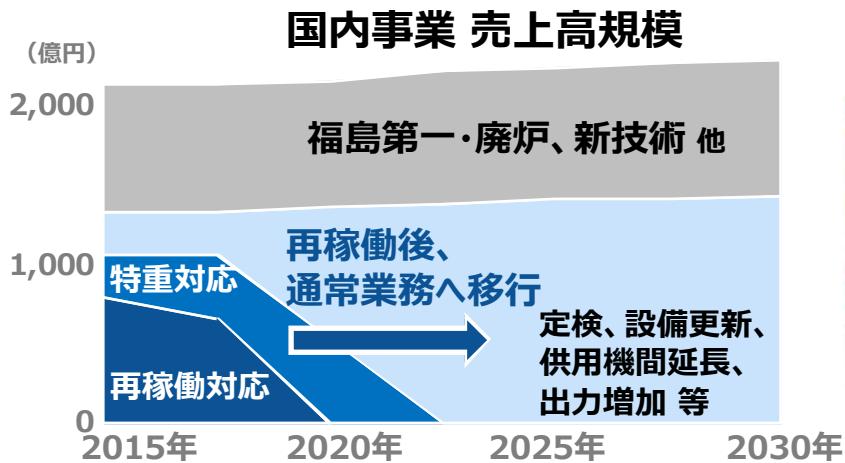 国内事業 売上高規模
（億円）
2,000
福島第一・廃炉、新技術 他
再稼働後、
通常業務へ移行
1,000
特重対応
定検、設備更新、
供用機間延長、
出力増加 等
再稼働対応
0
2015年 2020年 2025年 2030年